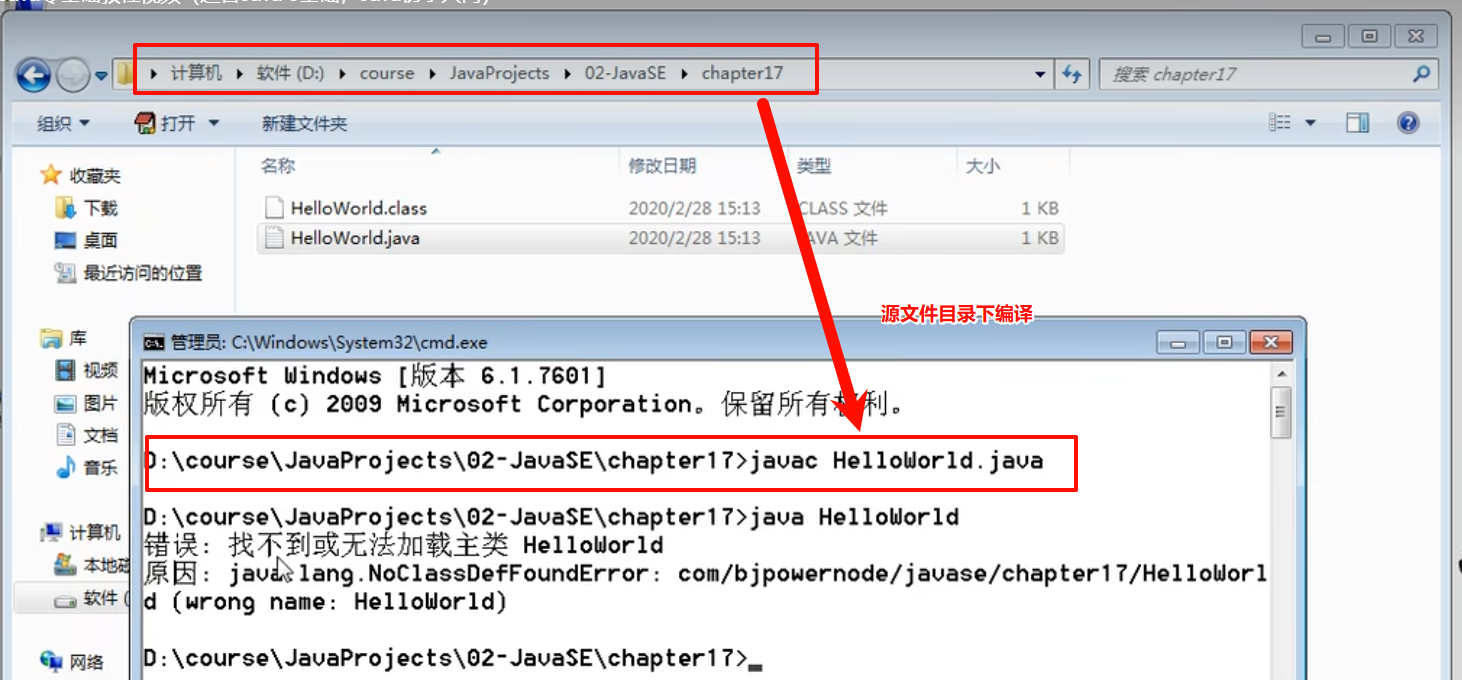 计算机 ▸ 软件 (D:) ▸ course ▸ JavaProjects ▸ 02-JavaSE ▸ chapter17
搜索 chapter17
组织 打开 新建文件夹
名称 修改日期 类型 大小
收藏夹
下载
桌面
最近访问的位置
HelloWorld.class 2020/2/28 15:13 CLASS 文件 1 KB
HelloWorld.java 2020/2/28 15:13 JAVA 文件 1 KB
源文件目录下编译
库
视频
图片
文档
音乐
计算机
本地磁
软件 (
网络
管理员: C:\Windows\System32\cmd.exe
Microsoft Windows [版本 6.1.7601]
版权所有 (c) 2009 Microsoft Corporation。保留所有权利。
D:\course\JavaProjects\02-JavaSE\chapter17>javac HelloWorld.java
D:\course\JavaProjects\02-JavaSE\chapter17>java HelloWorld
错误: 找不到或无法加载主类 HelloWorld
原因: java.lang.NoClassDefFoundError: com/bjpowernode/javase/chapter17/HelloWorl
d (wrong name: HelloWorld)
D:\course\JavaProjects\02-JavaSE\chapter17>_